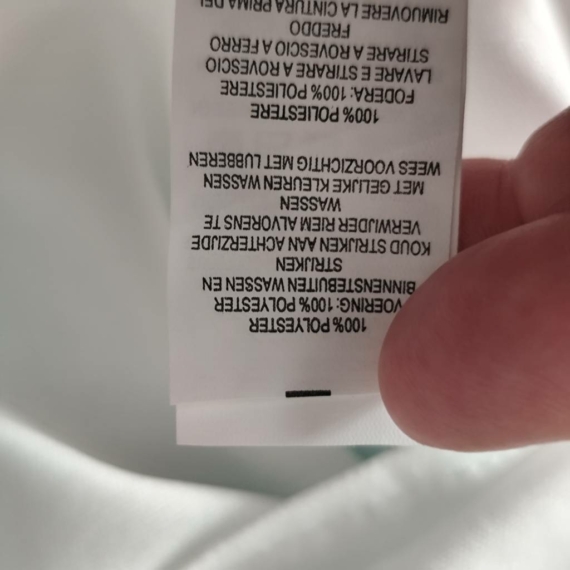 100% POLYESTER
VOERING: 100% POLYESTER
BINNENSTEBUITEN WASSEN EN
STRIJKEN
KOUD STRIJKEN AAN ACHTERZIJDE
VERWIJDER RIEM ALVORENS TE
WASSEN
MET GELIJKE KLEUREN WASSEN
WEES VOORZICHTIG MET LUBBEREN
100% POLIESTERE
FODERA: 100% POLIESTERE
LAVARE E STIRARE A ROVESCIO
STIRARE A ROVESCIO A FERRO
FREDDO
RIMUOVERE LA CINTURA PRIMA DEL